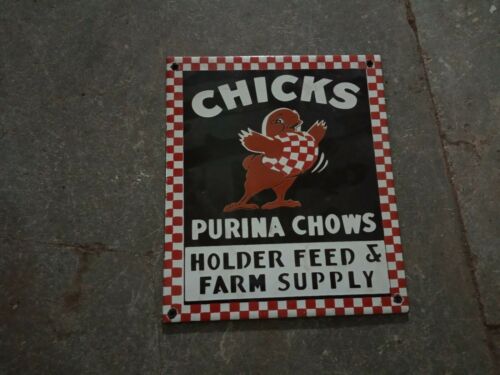 CHICKS
PURINA CHOWS
HOLDER FEED &
FARM SUPPLY